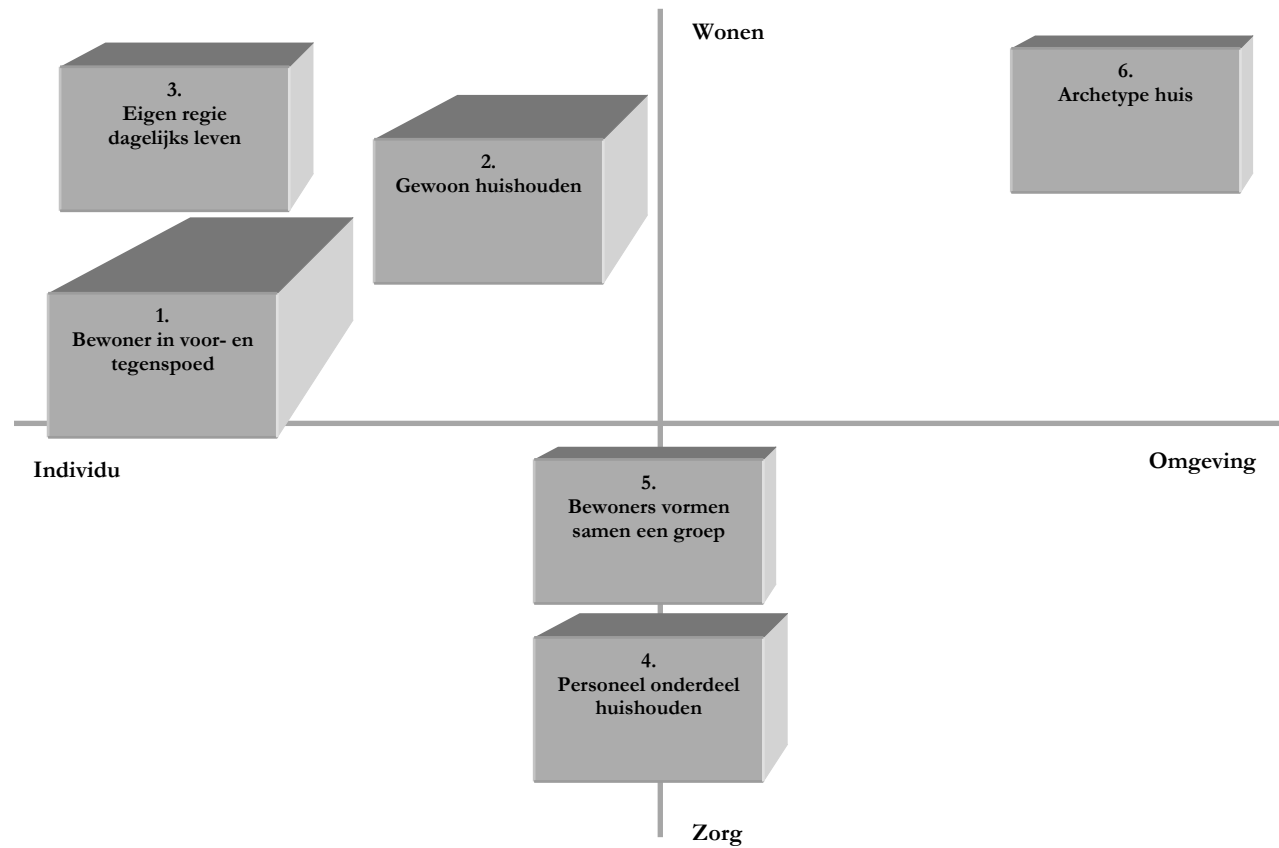 Wonen
3.
Eigen regie
dagelijks leven
2.
Gewoon huishouden
6.
Archetype huis
1.
Bewoner in voor- en
tegenspoed
Individu
Omgeving
5.
Bewoners vormen
samen een groep
4.
Personeel onderdeel
huishouden
Zorg